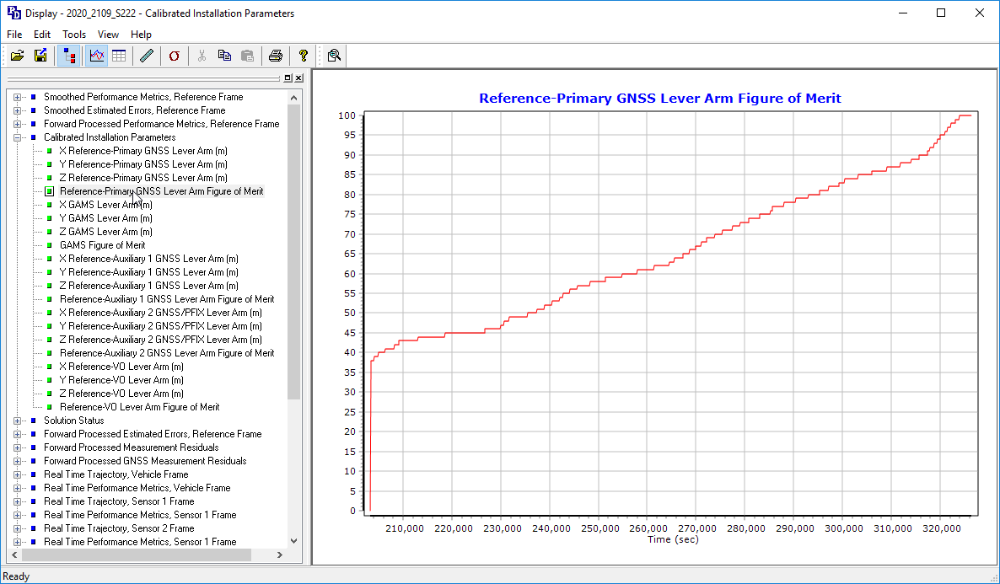 Display - 2020_2109_S222 - Calibrated Installation Parameters
File Edit Tools View Help
Smoothed Performance Metrics, Reference Frame
Smoothed Estimated Errors, Reference Frame
Forward Processed Performance Metrics, Reference Frame
Calibrated Installation Parameters
X Reference-Primary GNSS Lever Arm (m)
Y Reference-Primary GNSS Lever Arm (m)
Z Reference-Primary GNSS Lever Arm (m)
Reference-Primary GNSS Lever Arm Figure of Merit
X GAMS Lever Arm (m)
Y GAMS Lever Arm (m)
Z GAMS Lever Arm (m)
GAMS Figure of Merit
X Reference-Auxiliary 1 GNSS Lever Arm (m)
Y Reference-Auxiliary 1 GNSS Lever Arm (m)
Z Reference-Auxiliary 1 GNSS Lever Arm (m)
Reference-Auxiliary 1 GNSS Lever Arm Figure of Merit
X Reference-Auxiliary 2 GNSS/PFIX Lever Arm (m)
Y Reference-Auxiliary 2 GNSS/PFIX Lever Arm (m)
Z Reference-Auxiliary 2 GNSS/PFIX Lever Arm (m)
Reference-Auxiliary 2 GNSS Lever Arm Figure of Merit
X Reference-VO Lever Arm (m)
Y Reference-VO Lever Arm (m)
Z Reference-VO Lever Arm (m)
Reference-VO Lever Arm Figure of Merit
Solution Status
Forward Processed Estimated Errors, Reference Frame
Forward Processed Measurement Residuals
Forward Processed GNSS Measurement Residuals
Real Time Trajectory, Vehicle Frame
Real Time Performance Metrics, Vehicle Frame
Real Time Trajectory, Sensor 1 Frame
Real Time Performance Metrics, Sensor 1 Frame
Real Time Trajectory, Sensor 2 Frame
Real Time Performance Metrics, Sensor 1 Frame
Reference-Primary GNSS Lever Arm Figure of Merit
100
95
90
85
80
75
70
65
60
55
50
45
40
35
30
25
20
15
10
5
0
210,000 220,000 230,000 240,000 250,000 260,000 270,000 280,000 290,000 300,000 310,000 320,000
Time (sec)
Ready